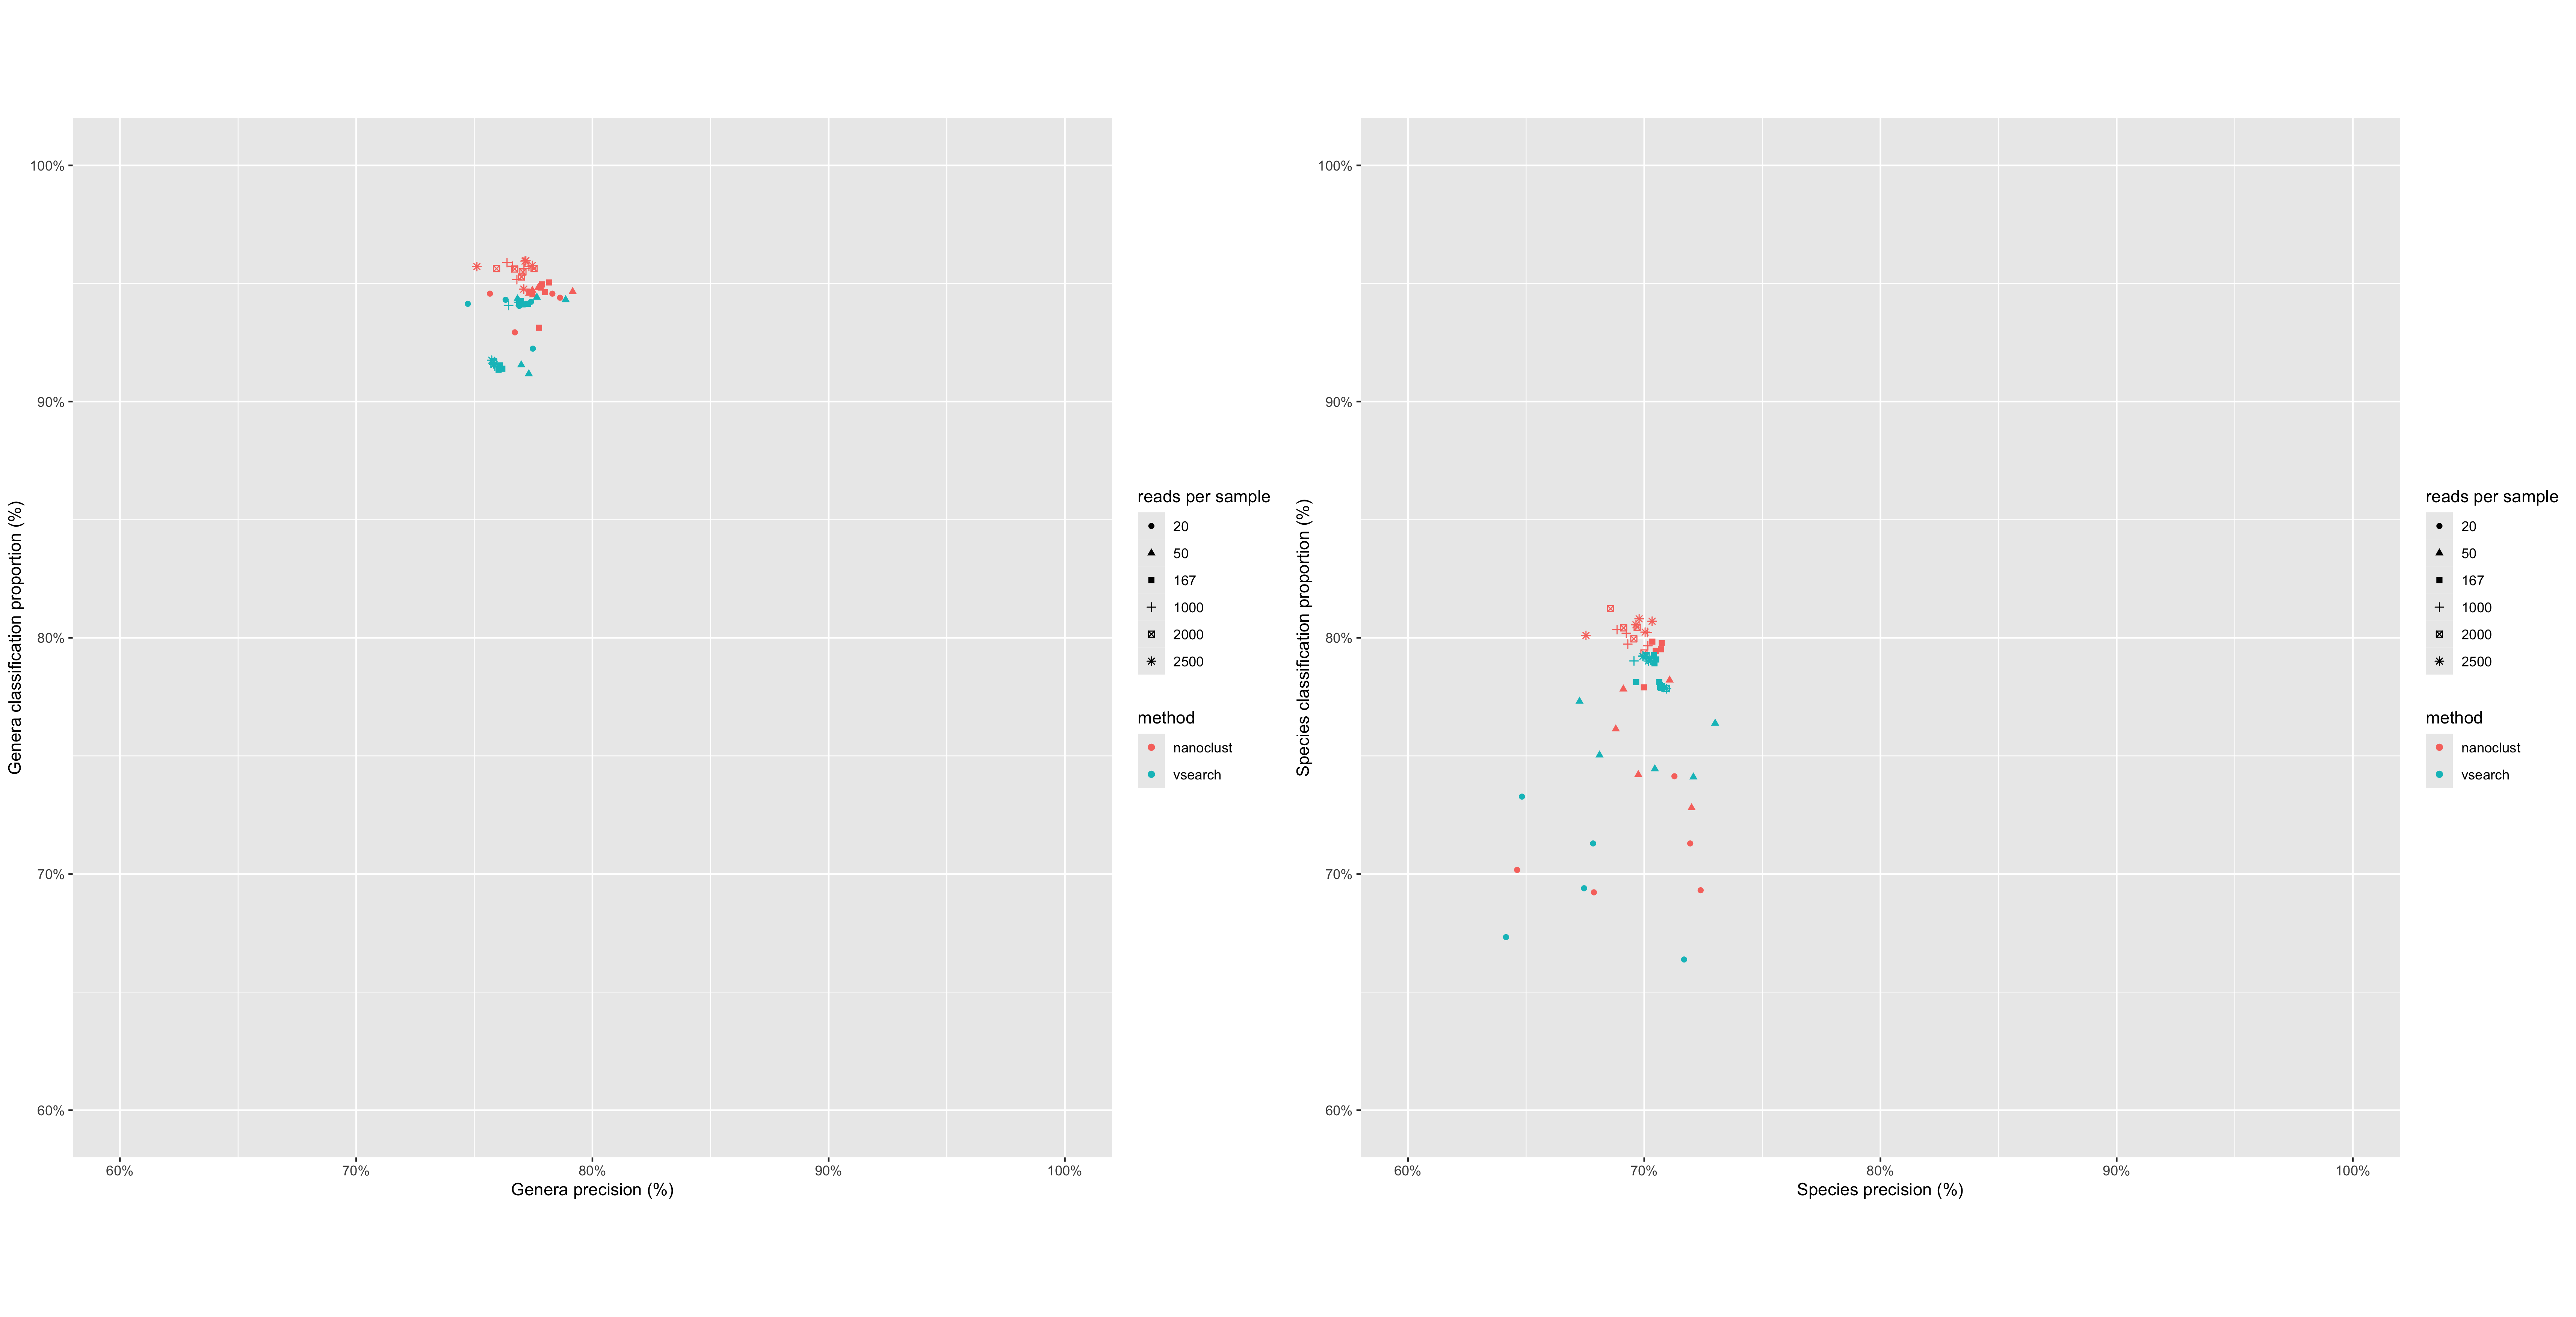 100%
90%
80%
70%
60%
Genera classification proportion (%)
60%
70%
80%
90%
100%
Genera precision (%)
reads per sample
20
50
167
1000
2000
2500
method
nanoclust
vsearch
100%
90%
80%
70%
60%
Species classification proportion (%)
60%
70%
80%
90%
100%
Species precision (%)
reads per sample
20
50
167
1000
2000
2500
method
nanoclust
vsearch